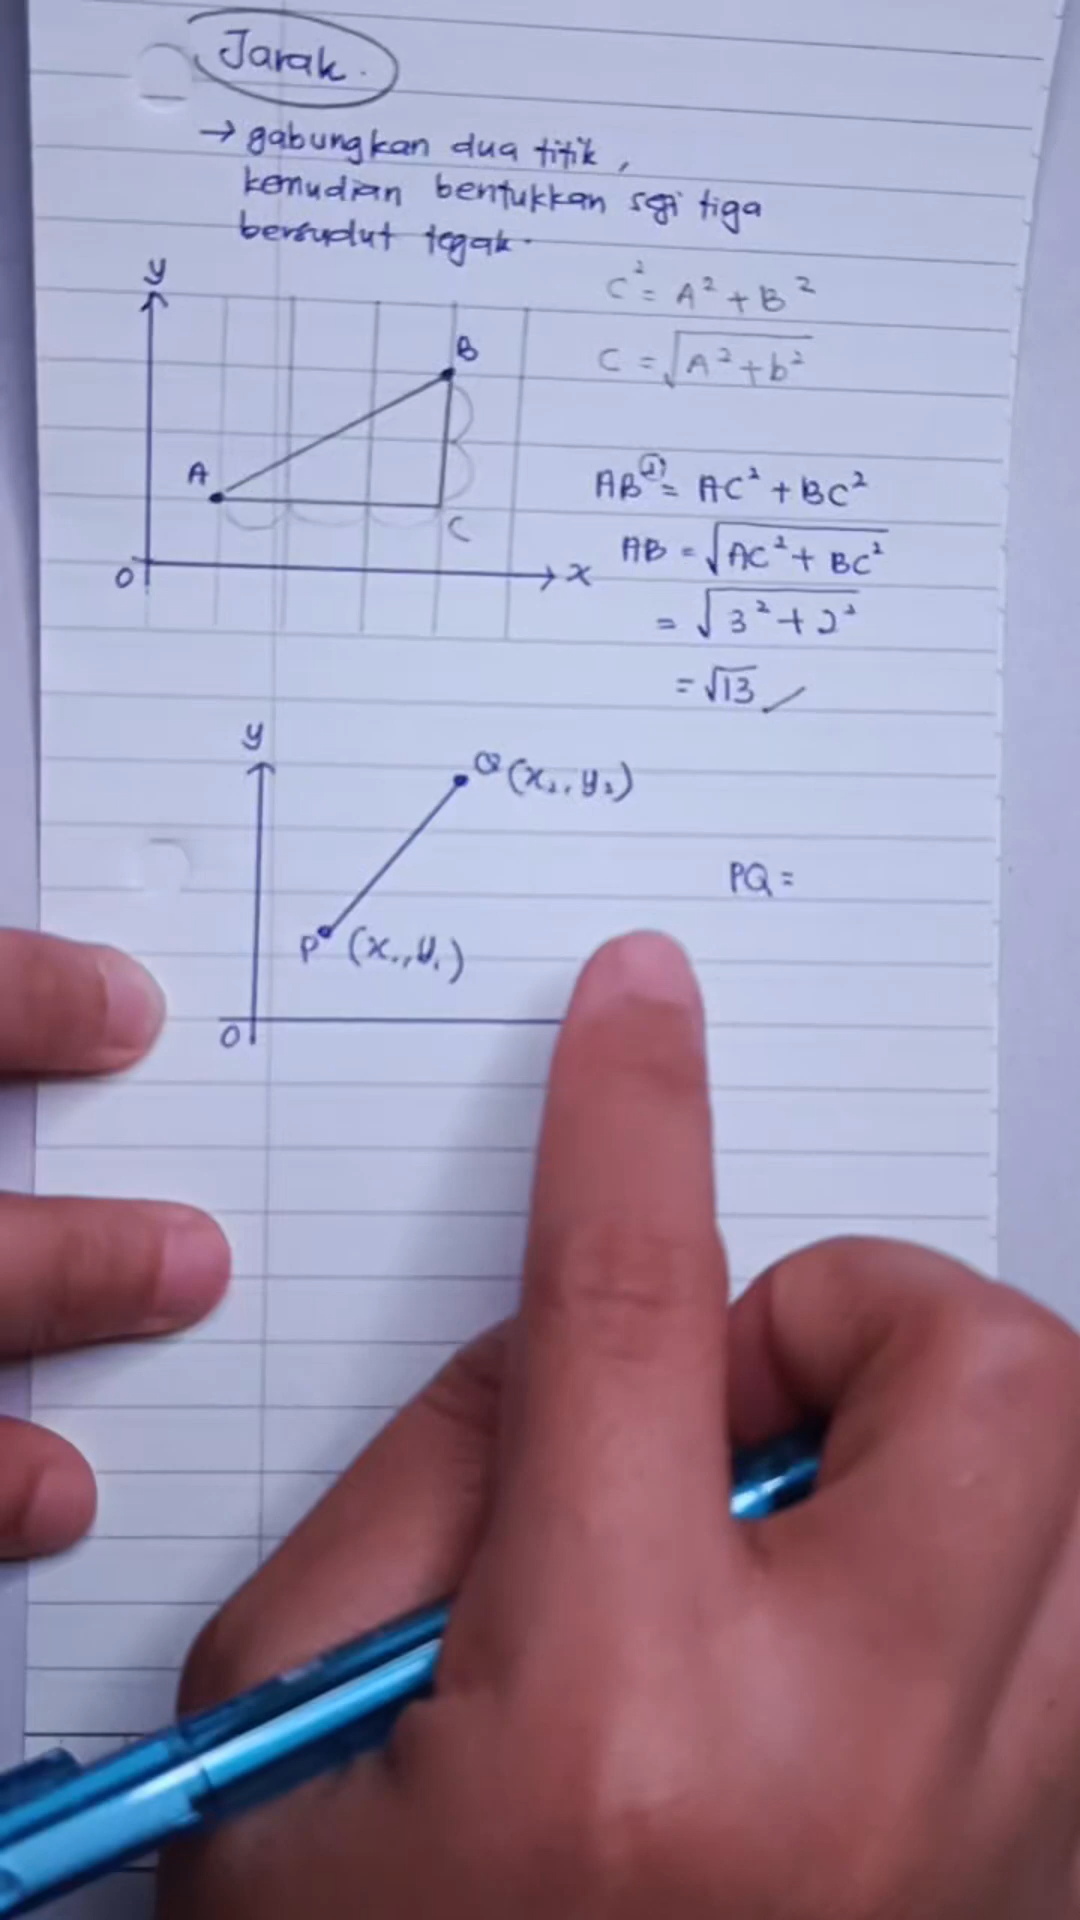 Jarak.
→ gabungkan dua titik,
kemudian bentukkan segi tiga
bersudut tegak.
C² = A² + B²
C = √A² + b²
y
B
A
C
O
x
AB² = AC² + BC²
AB = √AC² + BC²
= √3² + 2²
= √13
y
Q (x₂, y₂)
P (x₁, y₁)
O
PQ =